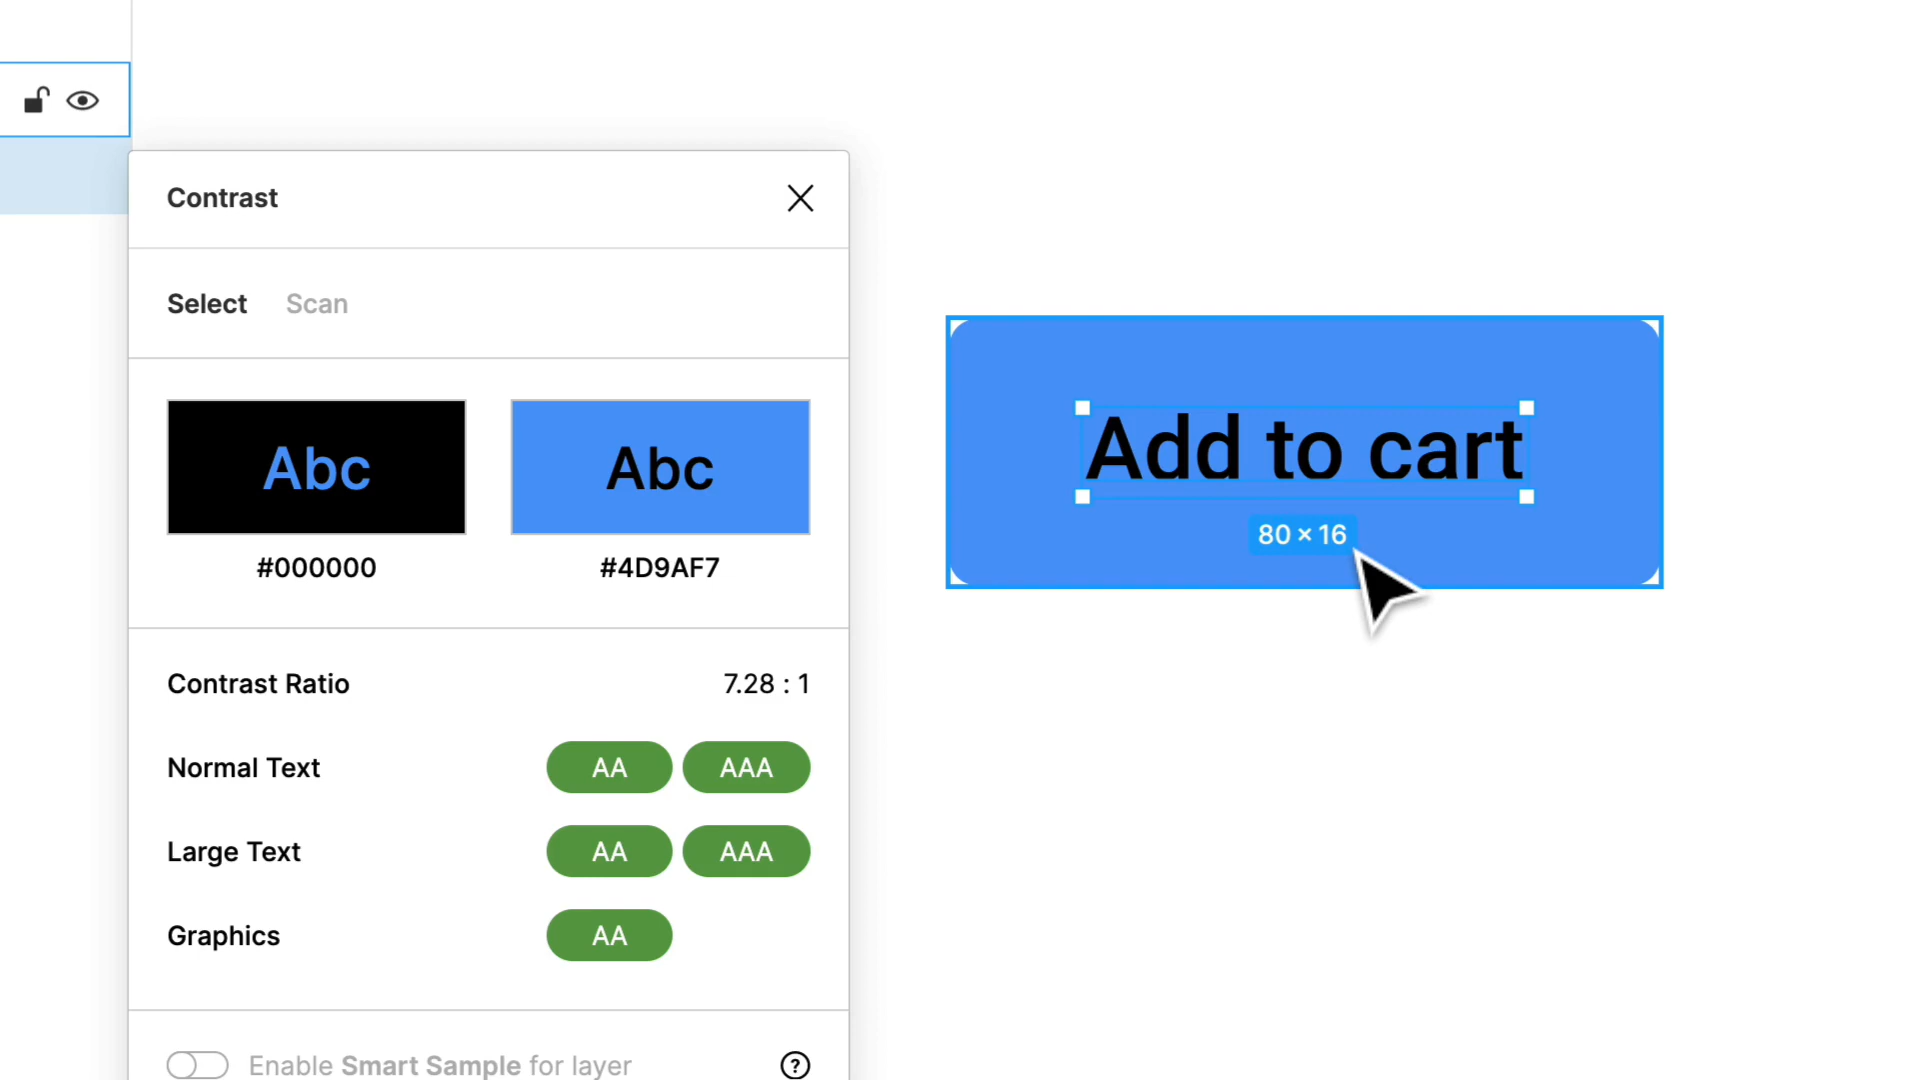 Contrast
Select Scan
Abc Abc
#000000 #4D9AF7
Contrast Ratio 7.28 : 1
Normal Text AA AAA
Large Text AA AAA
Graphics AA
Enable Smart Sample for layer ?
Add to cart
80 × 16